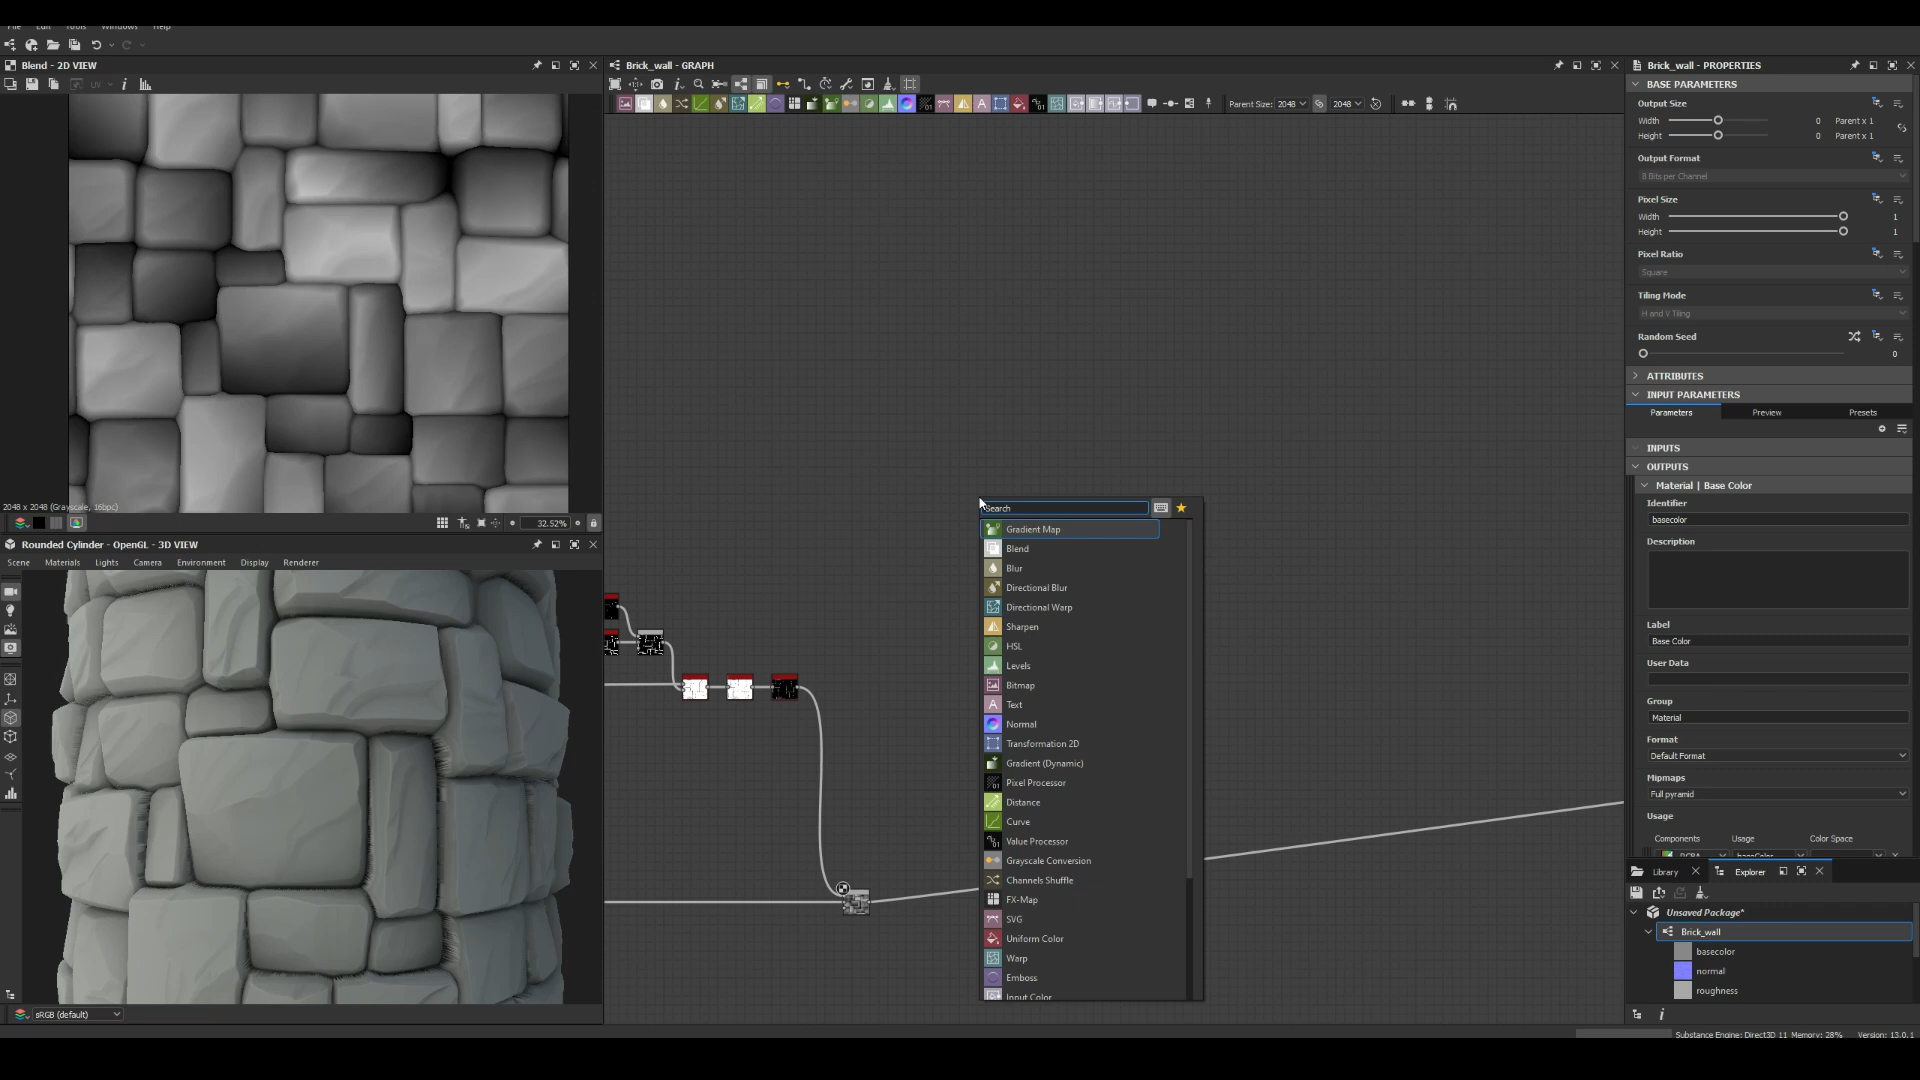 File Edit Tools Windows Help
Blend - 2D VIEW
UV
2048 x 2048 (Grayscale, 16bpc)
32.52%
Rounded Cylinder - OpenGL - 3D VIEW
Scene Materials Lights Camera Environment Display Renderer
sRGB (default)
Brick_wall - GRAPH
Parent Size: 2048 2048
Search
Gradient Map
Blend
Blur
Directional Blur
Directional Warp
Sharpen
HSL
Levels
Bitmap
Text
Normal
Transformation 2D
Gradient (Dynamic)
Pixel Processor
Distance
Curve
Value Processor
Grayscale Conversion
Channels Shuffle
FX-Map
SVG
Uniform Color
Warp
Emboss
Input Color
Brick_wall - PROPERTIES
BASE PARAMETERS
Output Size
Width 0 Parent x 1
Height 0 Parent x 1
Output Format
8 Bits per Channel
Pixel Size
Width 1
Height 1
Pixel Ratio
Square
Tiling Mode
H and V Tiling
Random Seed
0
ATTRIBUTES
INPUT PARAMETERS
Parameters Preview Presets
INPUTS
OUTPUTS
Material | Base Color
Identifier
basecolor
Description
Label
Base Color
User Data
Group
Material
Format
Default Format
Mipmaps
Full pyramid
Usage
Components Usage Color Space
RGBA baseColor
Library Explorer
Unsaved Package*
Brick_wall
basecolor
normal
roughness
Substance Engine: Direct3D 11 Memory: 28% Version: 13.0.1